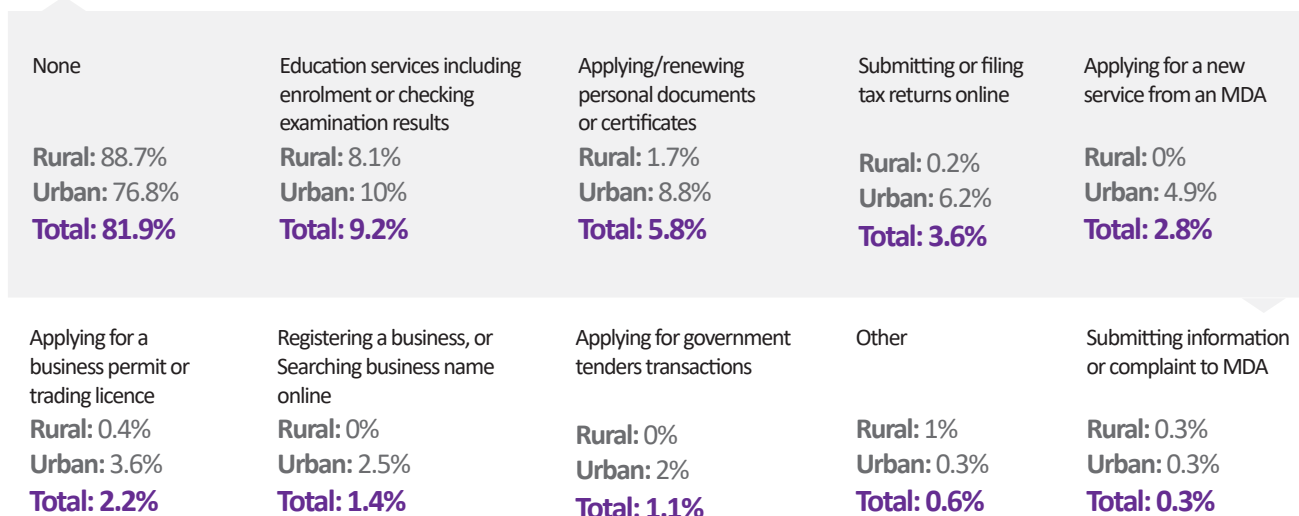 None
Rural: 88.7%
Urban: 76.8%
Total: 81.9%
Education services including
enrolment or checking
examination results
Rural: 8.1%
Urban: 10%
Total: 9.2%
Applying/renewing
personal documents
or certificates
Rural: 1.7%
Urban: 8.8%
Total: 5.8%
Submitting or filing
tax returns online
Rural: 0.2%
Urban: 6.2%
Total: 3.6%
Applying for a new
service from an MDA
Rural: 0%
Urban: 4.9%
Total: 2.8%
Applying for a
business permit or
trading licence
Rural: 0.4%
Urban: 3.6%
Total: 2.2%
Registering a business, or
Searching business name
online
Rural: 0%
Urban: 2.5%
Total: 1.4%
Applying for government
tenders transactions
Rural: 0%
Urban: 2%
Total: 1.1%
Other
Rural: 1%
Urban: 0.3%
Total: 0.6%
Submitting information
or complaint to MDA
Rural: 0.3%
Urban: 0.3%
Total: 0.3%